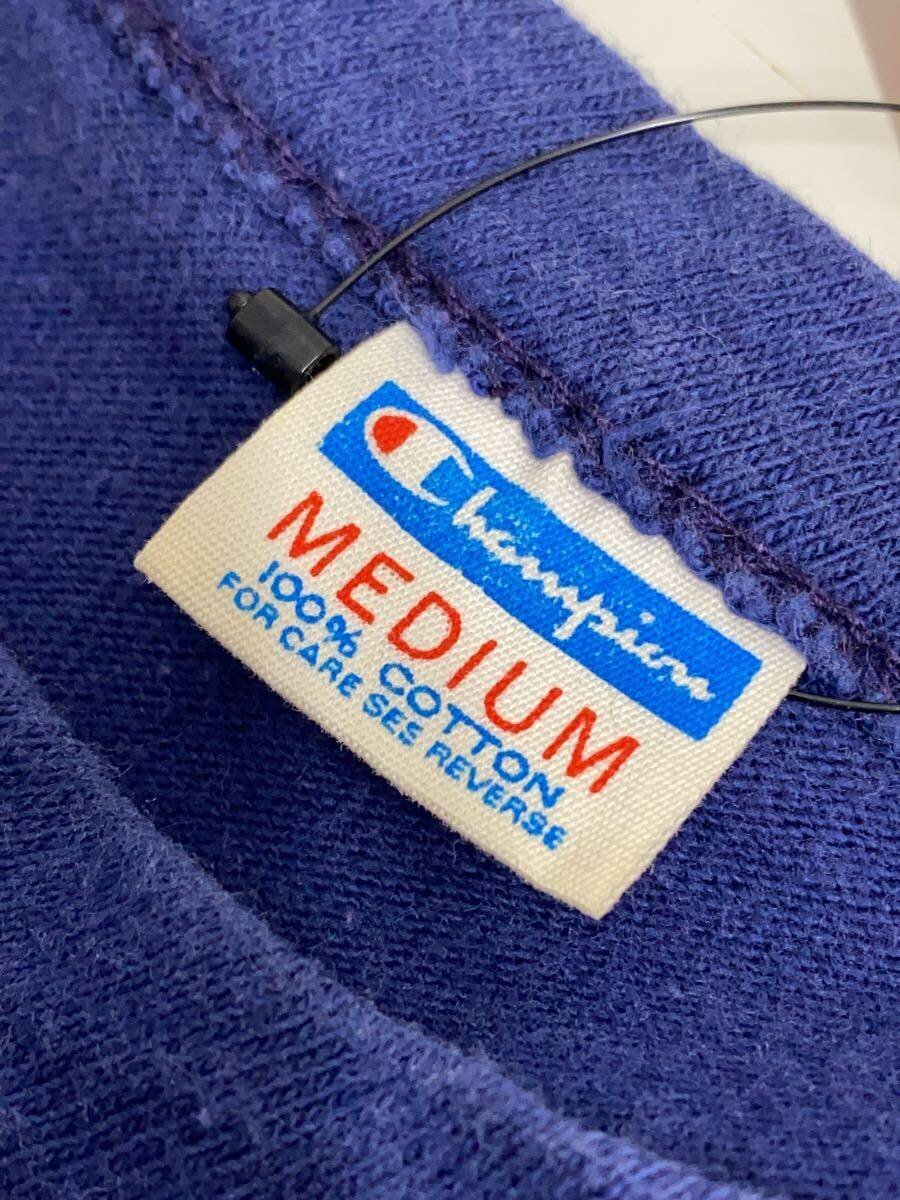 Champion
MEDIUM
100% COTTON
FOR CARE SES REVERSE